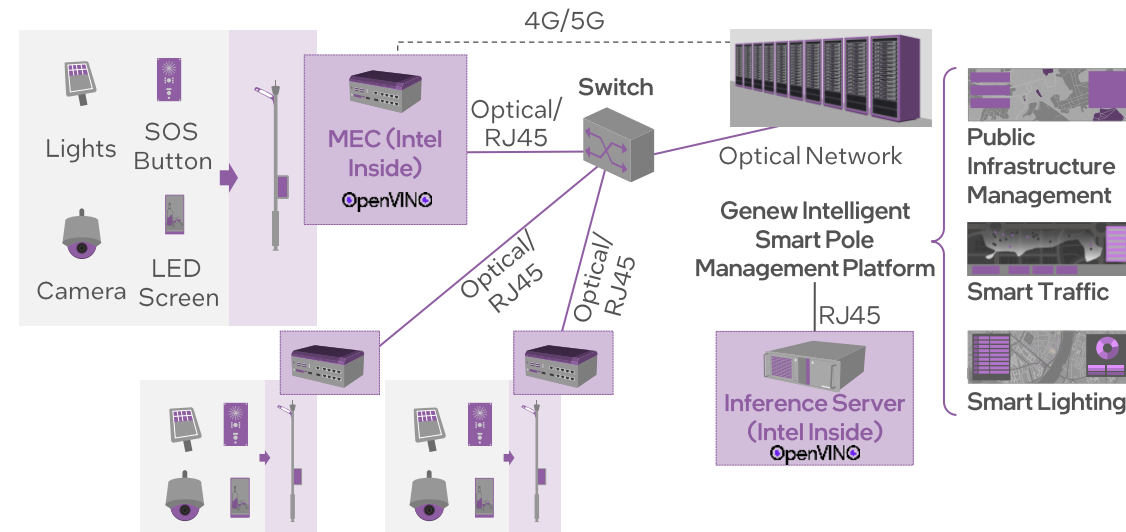 4G/5G
Lights
SOS
Button
Camera
LED
Screen
MEC (Intel
Inside)
OpenVINO
Optical/
RJ45
Switch
Optical Network
Optical/
RJ45
Optical/
RJ45
Genew Intelligent
Smart Pole
Management Platform
RJ45
Inference Server
(Intel Inside)
OpenVINO
Public
Infrastructure
Management
Smart Traffic
Smart Lighting